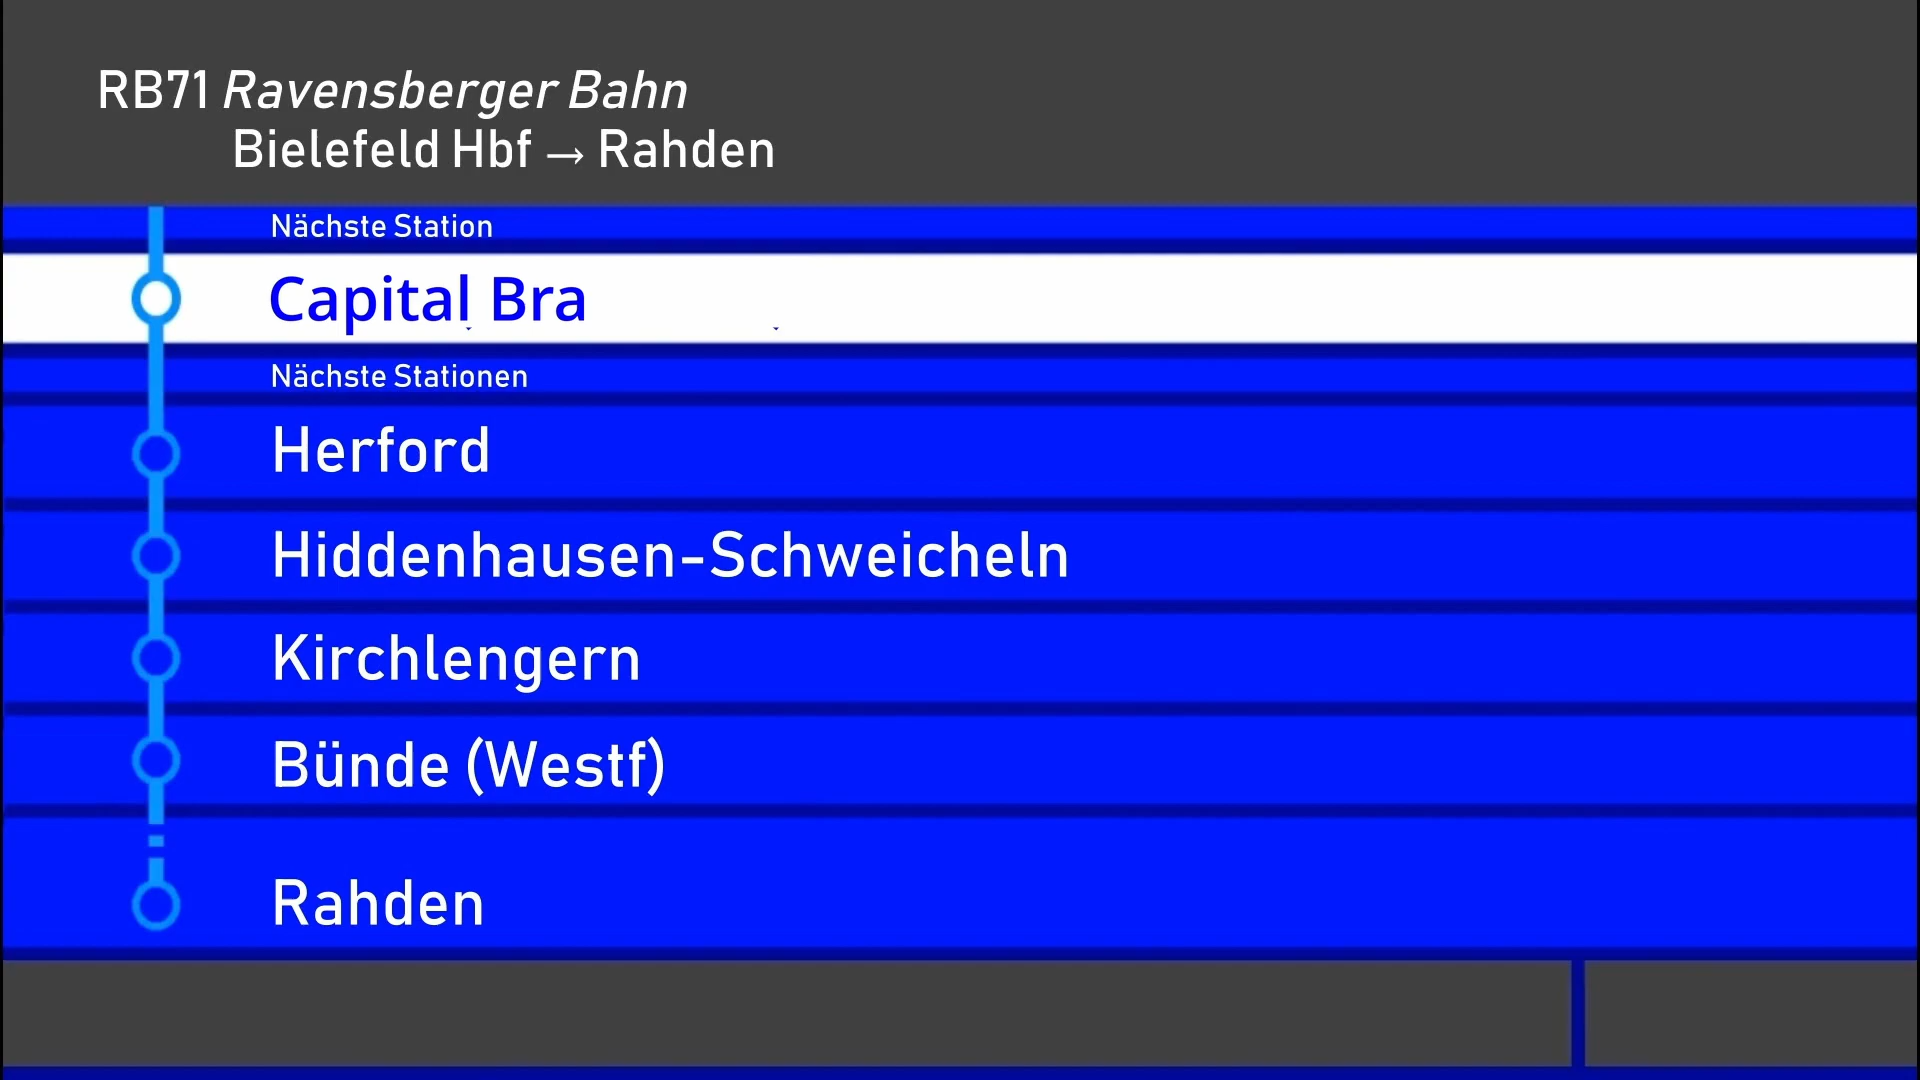 RB71 Ravensberger Bahn
Bielefeld Hbf → Rahden
Nächste Station
Capital Bra
Nächste Stationen
Herford
Hiddenhausen-Schweicheln
Kirchlengern
Bünde (Westf)
Rahden